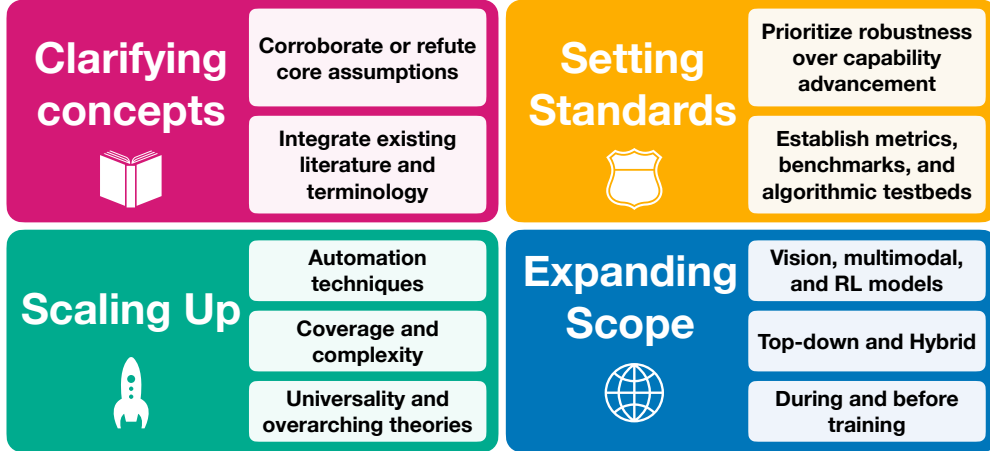 Clarifying
concepts
Corroborate or refute
core assumptions
Integrate existing
literature and
terminology
Setting
Standards
Prioritize robustness
over capability
advancement
Establish metrics,
benchmarks, and
algorithmic testbeds
Scaling Up
Automation
techniques
Coverage and
complexity
Universality and
overarching theories
Expanding
Scope
Vision, multimodal,
and RL models
Top-down and Hybrid
During and before
training